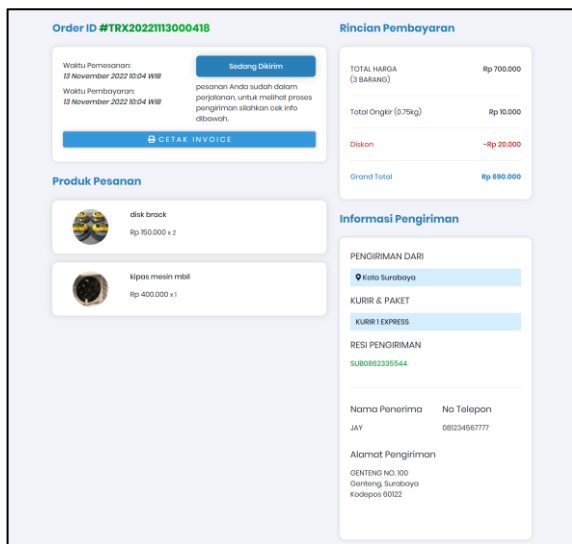 Order ID #TRX20221113000418
Waktu Pemesanan:
13 November 2022 10:04 WIB
Waktu Pembayaran:
13 November 2022 10:04 WIB
Sedang Dikirim
pesanan Anda sudah dalam
perjalanan, untuk melihat proses
pengiriman silahkan cek info
dibawah.
CETAK INVOICE
Produk Pesanan
disk brack
Rp 150.000 x 2
kipas mesin mbil
Rp 400.000 x 1
Rincian Pembayaran
TOTAL HARGA
(3 BARANG)
Rp 700.000
Total Ongkir (0.75kg)
Rp 10.000
Diskon
-Rp 20.000
Grand Total
Rp 690.000
Informasi Pengiriman
PENGIRIMAN DARI
Kota Surabaya
KURIR & PAKET
KURIR 1 EXPRESS
RESI PENGIRIMAN
SUB0862335544
Nama Penerima
No Telepon
JAY
081234567777
Alamat Pengiriman
GENTENG NO. 100
Genteng, Surabaya
Kodepos 60122